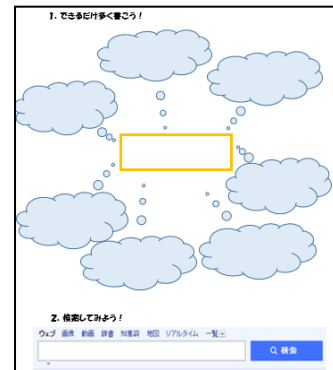 1. できるだけ多く書こう！
2. 検索してみよう！
ウェブ 画像 動画 辞書 知恵袋 地図 リアルタイム 一覧
検索